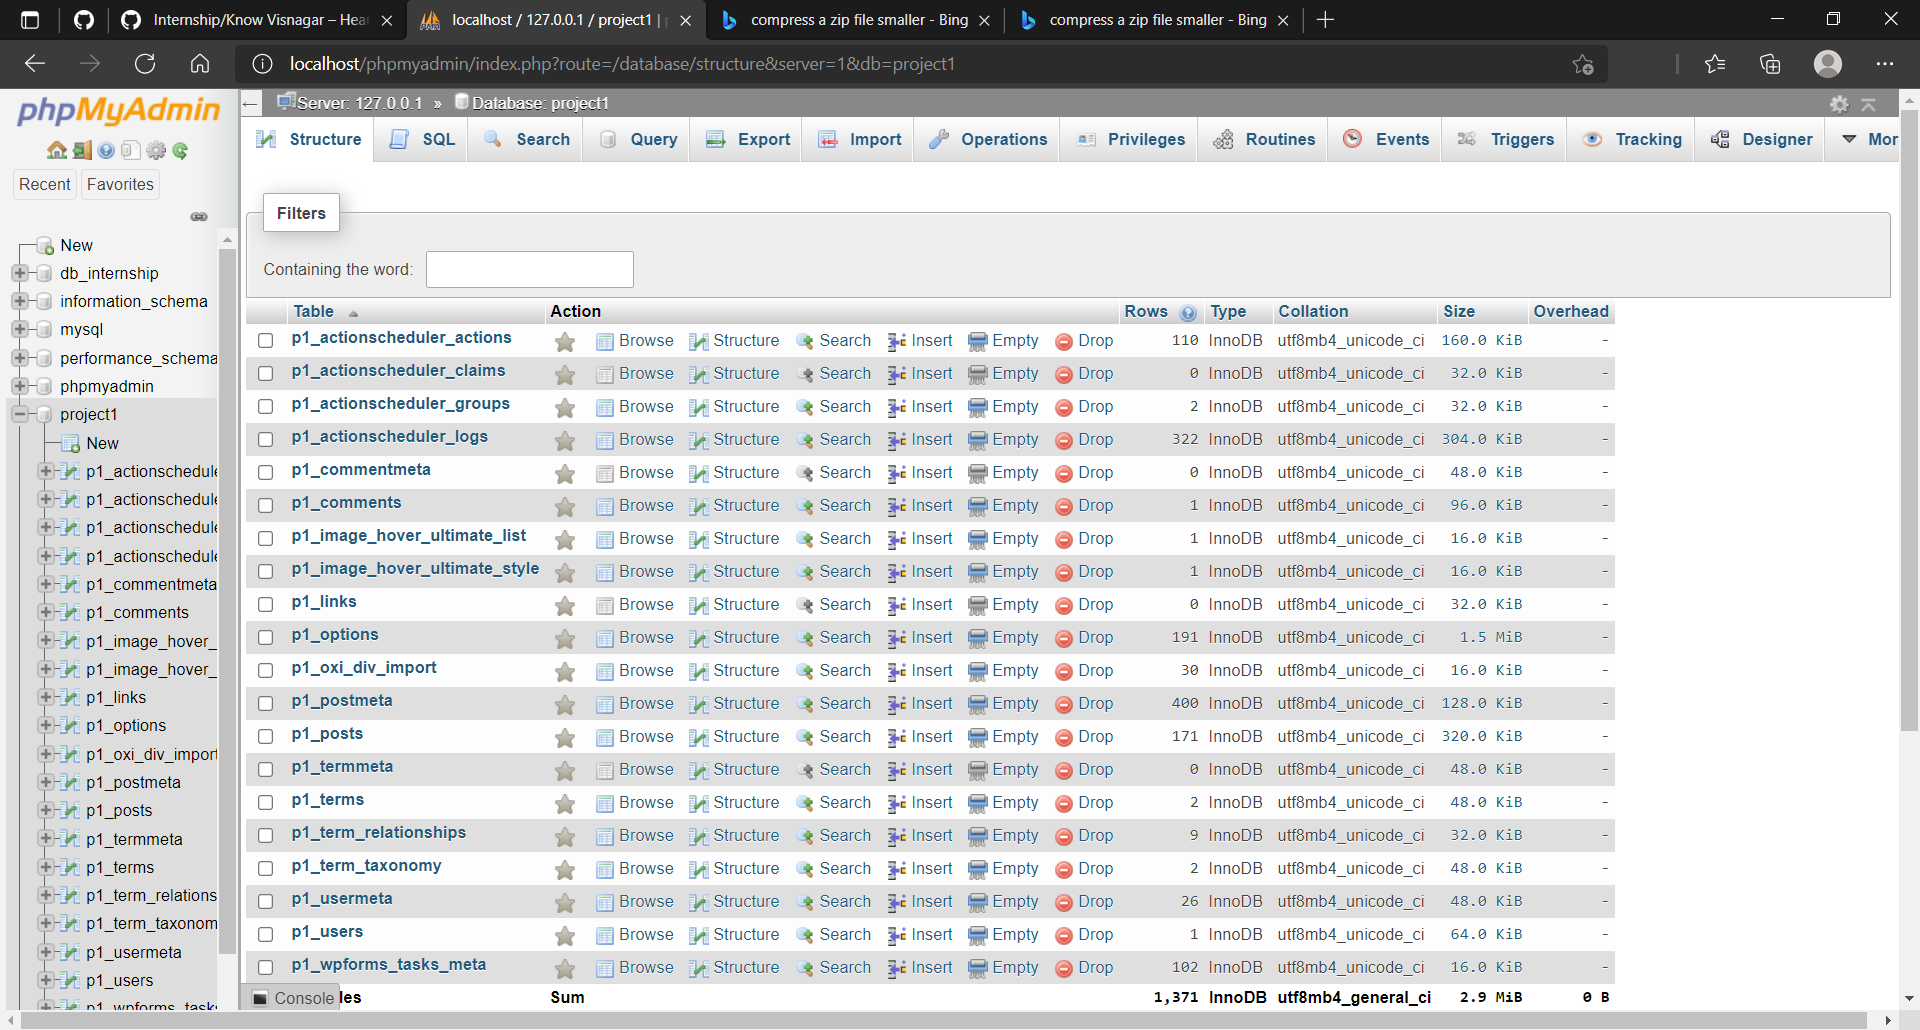 Internship/Know Visnagar – Hear
localhost / 127.0.0.1 / project1 |
compress a zip file smaller - Bing
compress a zip file smaller - Bing
localhost/phpmyadmin/index.php?route=/database/structure&server=1&db=project1
phpMyAdmin
Recent Favorites
New
db_internship
information_schema
mysql
performance_schema
phpmyadmin
project1
New
p1_actionschedule
p1_actionschedule
p1_actionschedule
p1_actionschedule
p1_commentmeta
p1_comments
p1_image_hover_
p1_image_hover_
p1_links
p1_options
p1_oxi_div_import
p1_postmeta
p1_posts
p1_termmeta
p1_terms
p1_term_relations
p1_term_taxonom
p1_usermeta
p1_users
p1_wpforms_task
Server: 127.0.0.1 » Database: project1
Structure SQL Search Query Export Import Operations Privileges Routines Events Triggers Tracking Designer Mor
Filters
Containing the word:
Table Action Rows Type Collation Size Overhead
p1_actionscheduler_actions Browse Structure Search Insert Empty Drop 110 InnoDB utf8mb4_unicode_ci 160.0 KiB -
p1_actionscheduler_claims Browse Structure Search Insert Empty Drop 0 InnoDB utf8mb4_unicode_ci 32.0 KiB -
p1_actionscheduler_groups Browse Structure Search Insert Empty Drop 2 InnoDB utf8mb4_unicode_ci 32.0 KiB -
p1_actionscheduler_logs Browse Structure Search Insert Empty Drop 322 InnoDB utf8mb4_unicode_ci 304.0 KiB -
p1_commentmeta Browse Structure Search Insert Empty Drop 0 InnoDB utf8mb4_unicode_ci 48.0 KiB -
p1_comments Browse Structure Search Insert Empty Drop 1 InnoDB utf8mb4_unicode_ci 96.0 KiB -
p1_image_hover_ultimate_list Browse Structure Search Insert Empty Drop 1 InnoDB utf8mb4_unicode_ci 16.0 KiB -
p1_image_hover_ultimate_style Browse Structure Search Insert Empty Drop 1 InnoDB utf8mb4_unicode_ci 16.0 KiB -
p1_links Browse Structure Search Insert Empty Drop 0 InnoDB utf8mb4_unicode_ci 32.0 KiB -
p1_options Browse Structure Search Insert Empty Drop 191 InnoDB utf8mb4_unicode_ci 1.5 MiB -
p1_oxi_div_import Browse Structure Search Insert Empty Drop 30 InnoDB utf8mb4_unicode_ci 16.0 KiB -
p1_postmeta Browse Structure Search Insert Empty Drop 400 InnoDB utf8mb4_unicode_ci 128.0 KiB -
p1_posts Browse Structure Search Insert Empty Drop 171 InnoDB utf8mb4_unicode_ci 320.0 KiB -
p1_termmeta Browse Structure Search Insert Empty Drop 0 InnoDB utf8mb4_unicode_ci 48.0 KiB -
p1_terms Browse Structure Search Insert Empty Drop 2 InnoDB utf8mb4_unicode_ci 48.0 KiB -
p1_term_relationships Browse Structure Search Insert Empty Drop 9 InnoDB utf8mb4_unicode_ci 32.0 KiB -
p1_term_taxonomy Browse Structure Search Insert Empty Drop 2 InnoDB utf8mb4_unicode_ci 48.0 KiB -
p1_usermeta Browse Structure Search Insert Empty Drop 26 InnoDB utf8mb4_unicode_ci 48.0 KiB -
p1_users Browse Structure Search Insert Empty Drop 1 InnoDB utf8mb4_unicode_ci 64.0 KiB -
p1_wpforms_tasks_meta Browse Structure Search Insert Empty Drop 102 InnoDB utf8mb4_unicode_ci 16.0 KiB -
Console les Sum 1,371 InnoDB utf8mb4_general_ci 2.9 MiB 0 B